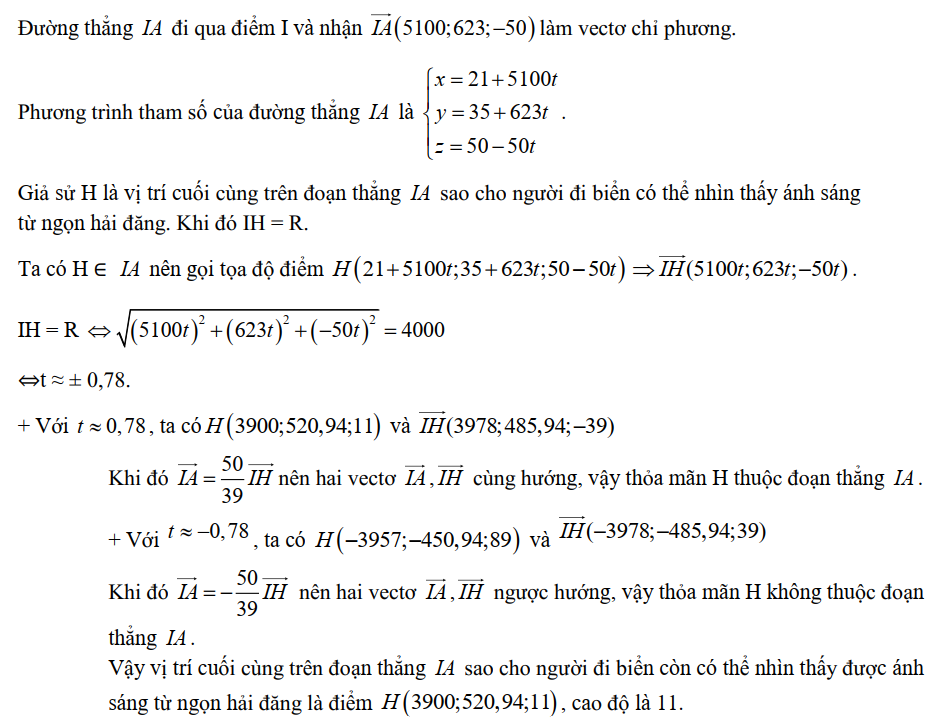 Đường thẳng IA đi qua điểm I và nhận $\overrightarrow{IA}(5100;623;-50)$ làm vectơ chỉ phương.
Phương trình tham số của đường thẳng IA là $\begin{cases} x = 21+5100t \\ y = 35+623t \\ z = 50-50t \end{cases}$.
Giả sử H là vị trí cuối cùng trên đoạn thẳng IA sao cho người đi biển có thể nhìn thấy ánh sáng
từ ngọn hải đăng. Khi đó IH = R.
Ta có H ∈ IA nên gọi tọa độ điểm $H(21+5100t;35+623t;50-50t) \Rightarrow \overrightarrow{IH}(5100t;623t;-50t)$.
IH = R $\Leftrightarrow \sqrt{(5100t)^2+(623t)^2+(-50t)^2} = 4000$
⇔t ≈ ± 0,78.
+ Với $t \approx 0,78$, ta có $H(3900;520,94;11)$ và $\overrightarrow{IH}(3978;485,94;-39)$
Khi đó $\overrightarrow{IA} = \frac{50}{39}\overrightarrow{IH}$ nên hai vectơ $\overrightarrow{IA},\overrightarrow{IH}$ cùng hướng, vậy thỏa mãn H thuộc đoạn thẳng IA.
+ Với $t \approx -0,78$, ta có $H(-3957;-450,94;89)$ và $\overrightarrow{IH}(-3978;-485,94;39)$
Khi đó $\overrightarrow{IA} = -\frac{50}{39}\overrightarrow{IH}$ nên hai vectơ $\overrightarrow{IA},\overrightarrow{IH}$ ngược hướng, vậy thỏa mãn H không thuộc đoạn
thẳng IA.
Vậy vị trí cuối cùng trên đoạn thẳng IA sao cho người đi biển còn có thể nhìn thấy được ánh
sáng từ ngọn hải đăng là điểm $H(3900;520,94;11)$, cao độ là 11.